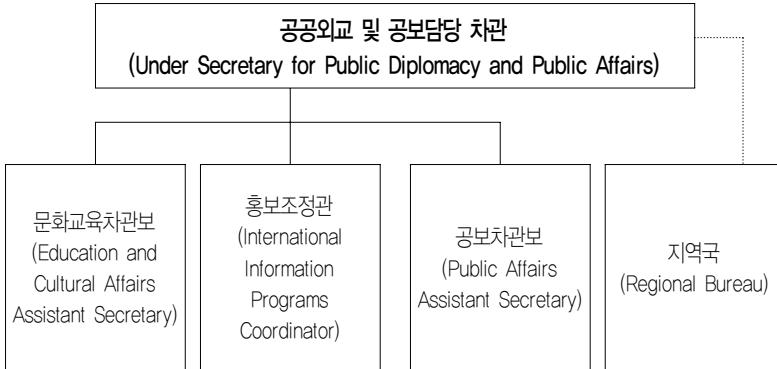 공공외교 및 공보담당 차관
(Under Secretary for Public Diplomacy and Public Affairs)
문화교육차관보
(Education and
Cultural Affairs
Assistant Secretary)
홍보조정관
(International
Information
Programs
Coordinator)
공보차관보
(Public Affairs
Assistant Secretary)
지역국
(Regional Bureau)